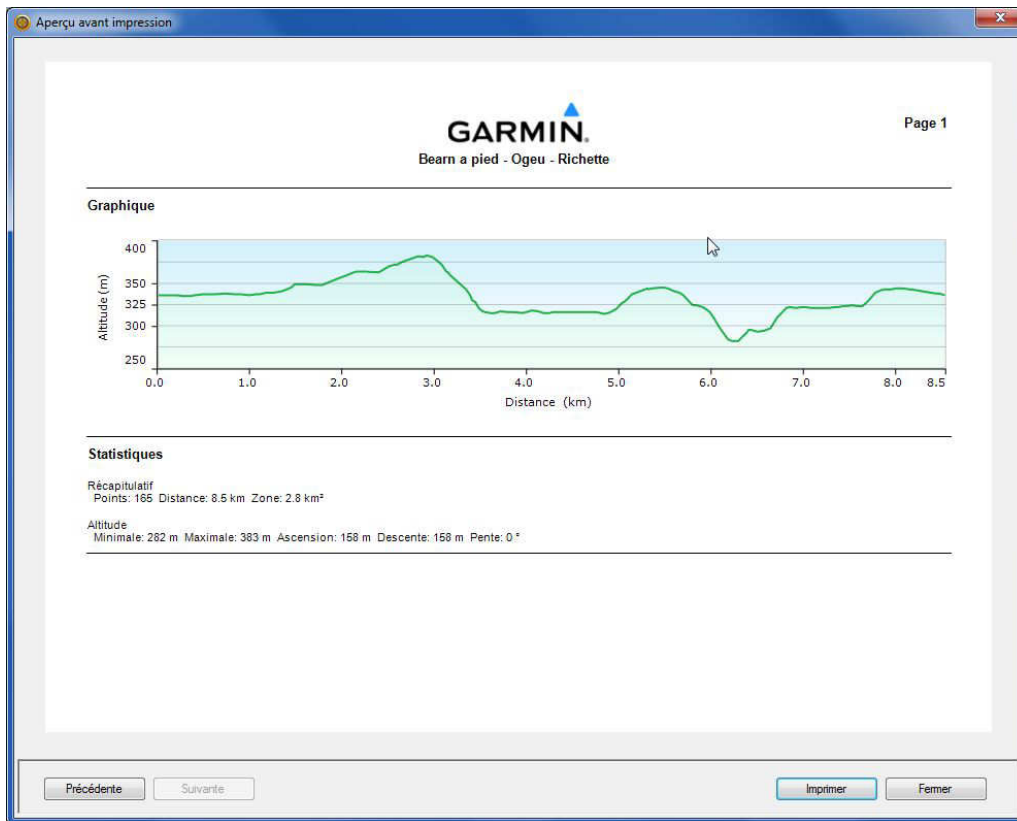 Aperçu avant impression
GARMIN.
Page 1
Bearn a pied - Ogeu - Richette
Graphique
Altitude (m)
400
350
325
300
250
0.0 1.0 2.0 3.0 4.0 5.0 6.0 7.0 8.0 8.5
Distance (km)
Statistiques
Récapitulatif
Points: 165 Distance: 8.5 km Zone: 2.8 km²
Altitude
Minimale: 282 m Maximale: 383 m Ascension: 158 m Descente: 158 m Pente: 0 °
Précédente Suivante Imprimer Fermer